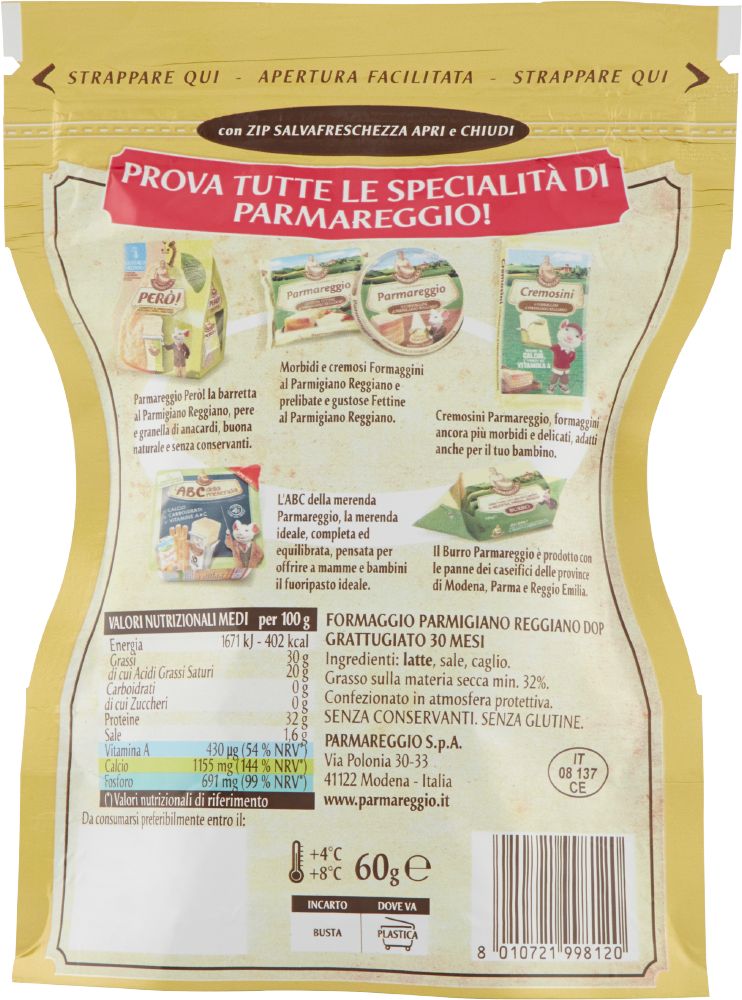 STRAPPARE QUI - APERTURA FACILITATA - STRAPPARE QUI
con ZIP SALVAFRESCHEZZA APRI e CHIUDI
PROVA TUTTE LE SPECIALITÀ DI
PARMAREGGIO!
PERÒ!
Parmareggio
Parmareggio
Cremosini
Cremosini
CALCIO,
VITAMINA A
Parmareggio Però! la barretta
al Parmigiano Reggiano, pere
e granella di anacardi, buona
naturale e senza conservanti.
Morbidi e cremosi Formaggini
al Parmigiano Reggiano e
prelibate e gustose Fettine
al Parmigiano Reggiano.
Cremosini Parmareggio, formaggini
ancora più morbidi e delicati, adatti
anche per il tuo bambino.
ABC della merenda
CALCIO
CARBOIDRATI
VITAMINE A e C
L'ABC della merenda
Parmareggio, la merenda
ideale, completa ed
equilibrata, pensata per
offrire a mamme e bambini
il fuoripasto ideale.
BURRO
Il Burro Parmareggio è prodotto con
le panne dei caseifici delle province
di Modena, Parma e Reggio Emilia.
VALORI NUTRIZIONALI MEDI per 100 g
Energia 1671 kJ - 402 kcal
Grassi 30 g
di cui Acidi Grassi Saturi 20 g
Carboidrati 0 g
di cui Zuccheri 0 g
Proteine 32 g
Sale 1,6 g
Vitamina A 430 µg (54 % NRV*)
Calcio 1155 mg (144 % NRV*)
Fosforo 691 mg (99 % NRV*)
(*) Valori nutrizionali di riferimento
Da consumarsi preferibilmente entro il:
FORMAGGIO PARMIGIANO REGGIANO DOP
GRATTUGIATO 30 MESI
Ingredienti: latte, sale, caglio.
Grasso sulla materia secca min. 32%.
Confezionato in atmosfera protettiva.
SENZA CONSERVANTI. SENZA GLUTINE.
PARMAREGGIO S.p.A.
Via Polonia 30-33
41122 Modena - Italia
www.parmareggio.it
IT
08 137
CE
+4°C
+8°C
60g e
INCARTO DOVE VA
BUSTA PLASTICA
8 010721 998120